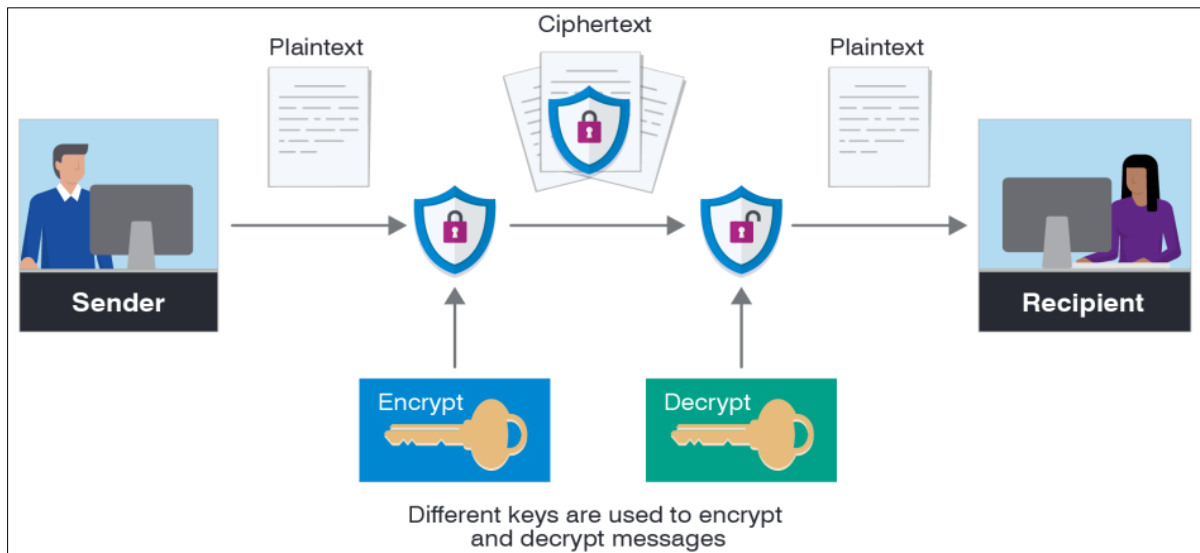 Ciphertext
Plaintext
Plaintext
Sender
Recipient
Encrypt
Decrypt
Different keys are used to encrypt
and decrypt messages